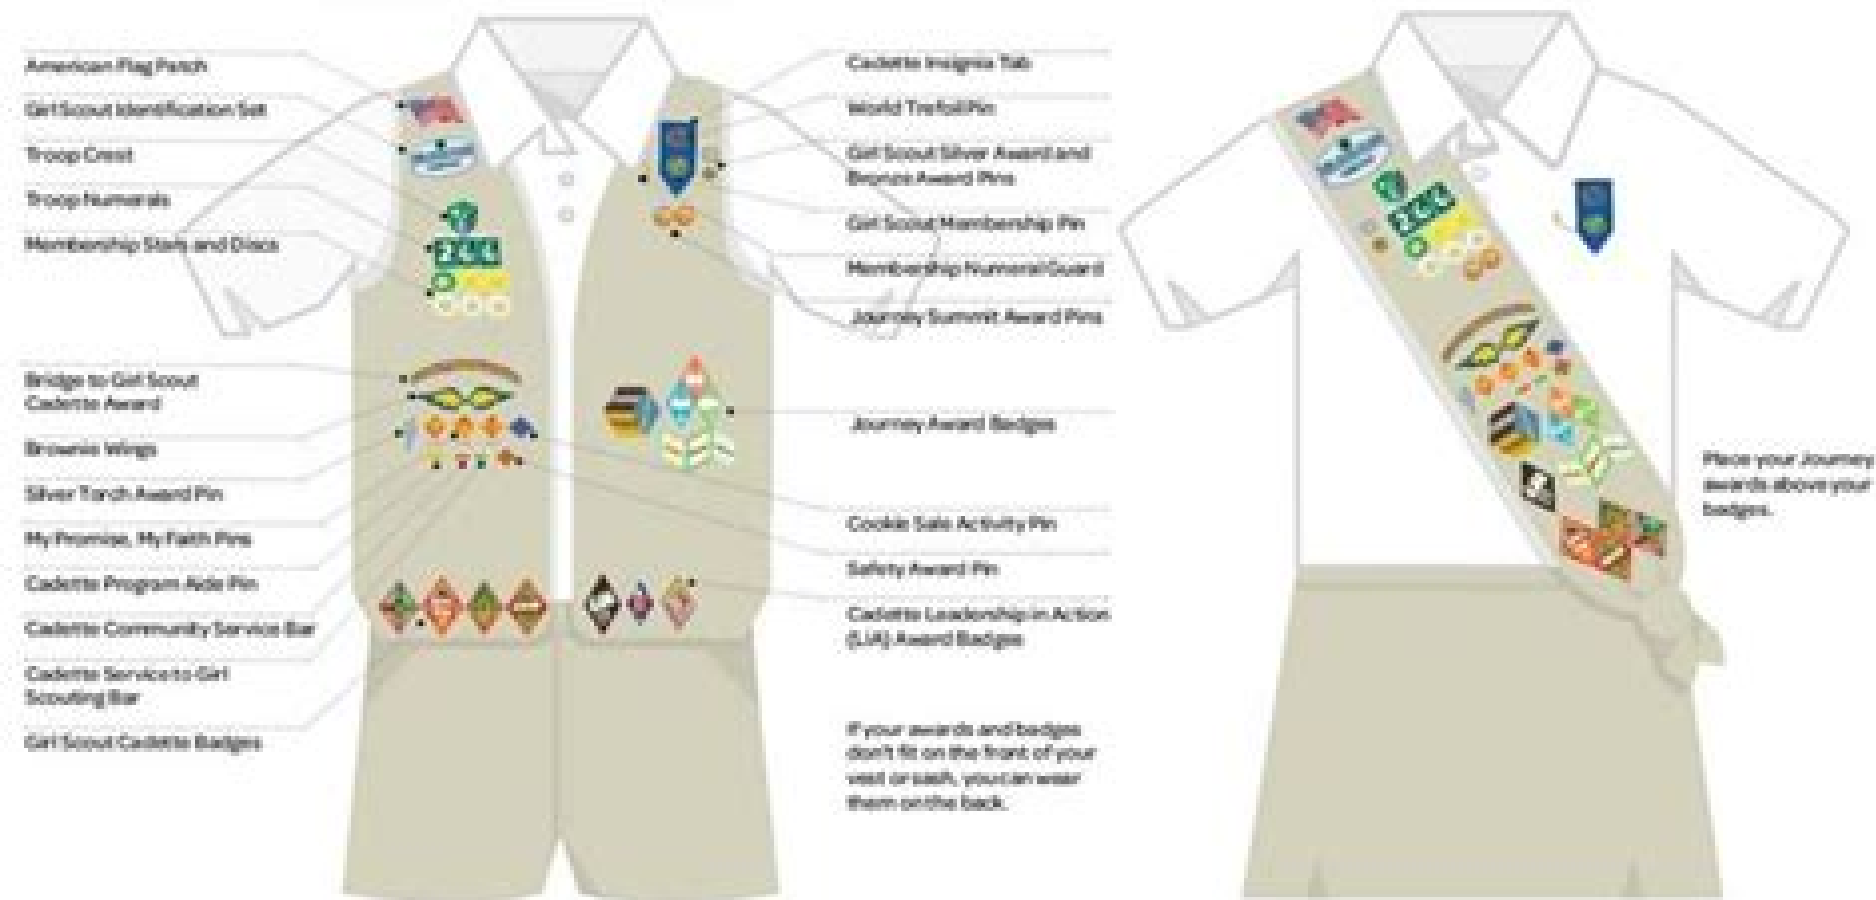 American Flag Patch
Girl Scout Identification Set
Troop Crest
Troop Numerals
Membership Stars and Discs
Bridge to Girl Scout
Cadette Award
Brownie Wings
Silver Torch Award Pin
My Promise, My Faith Pins
Cadette Program Aide Pin
Cadette Community Service Bar
Cadette Service to Girl
Scouting Bar
Girl Scout Cadette Badges
Cadette Insignia Tab
World Trefoil Pin
Girl Scout Silver Award and
Bronze Award Pins
Girl Scout Membership Pin
Membership Numeral Guard
Journey Summit Award Pins
Journey Award Badges
Cookie Sale Activity Pin
Safety Award Pin
Cadette Leadership in Action
(LiA) Award Badges
If your awards and badges
don't fit on the front of your
vest or sash, you can wear
them on the back.
Place your Journey
awards above your
badges.